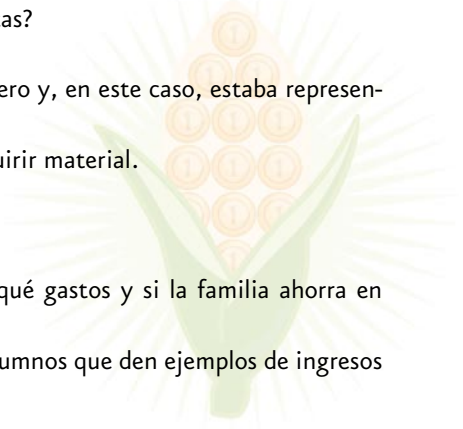 as?
ero y, en este caso, estaba represen-
uirir material.
qué gastos y si la familia ahorra en
umnos que den ejemplos de ingresos